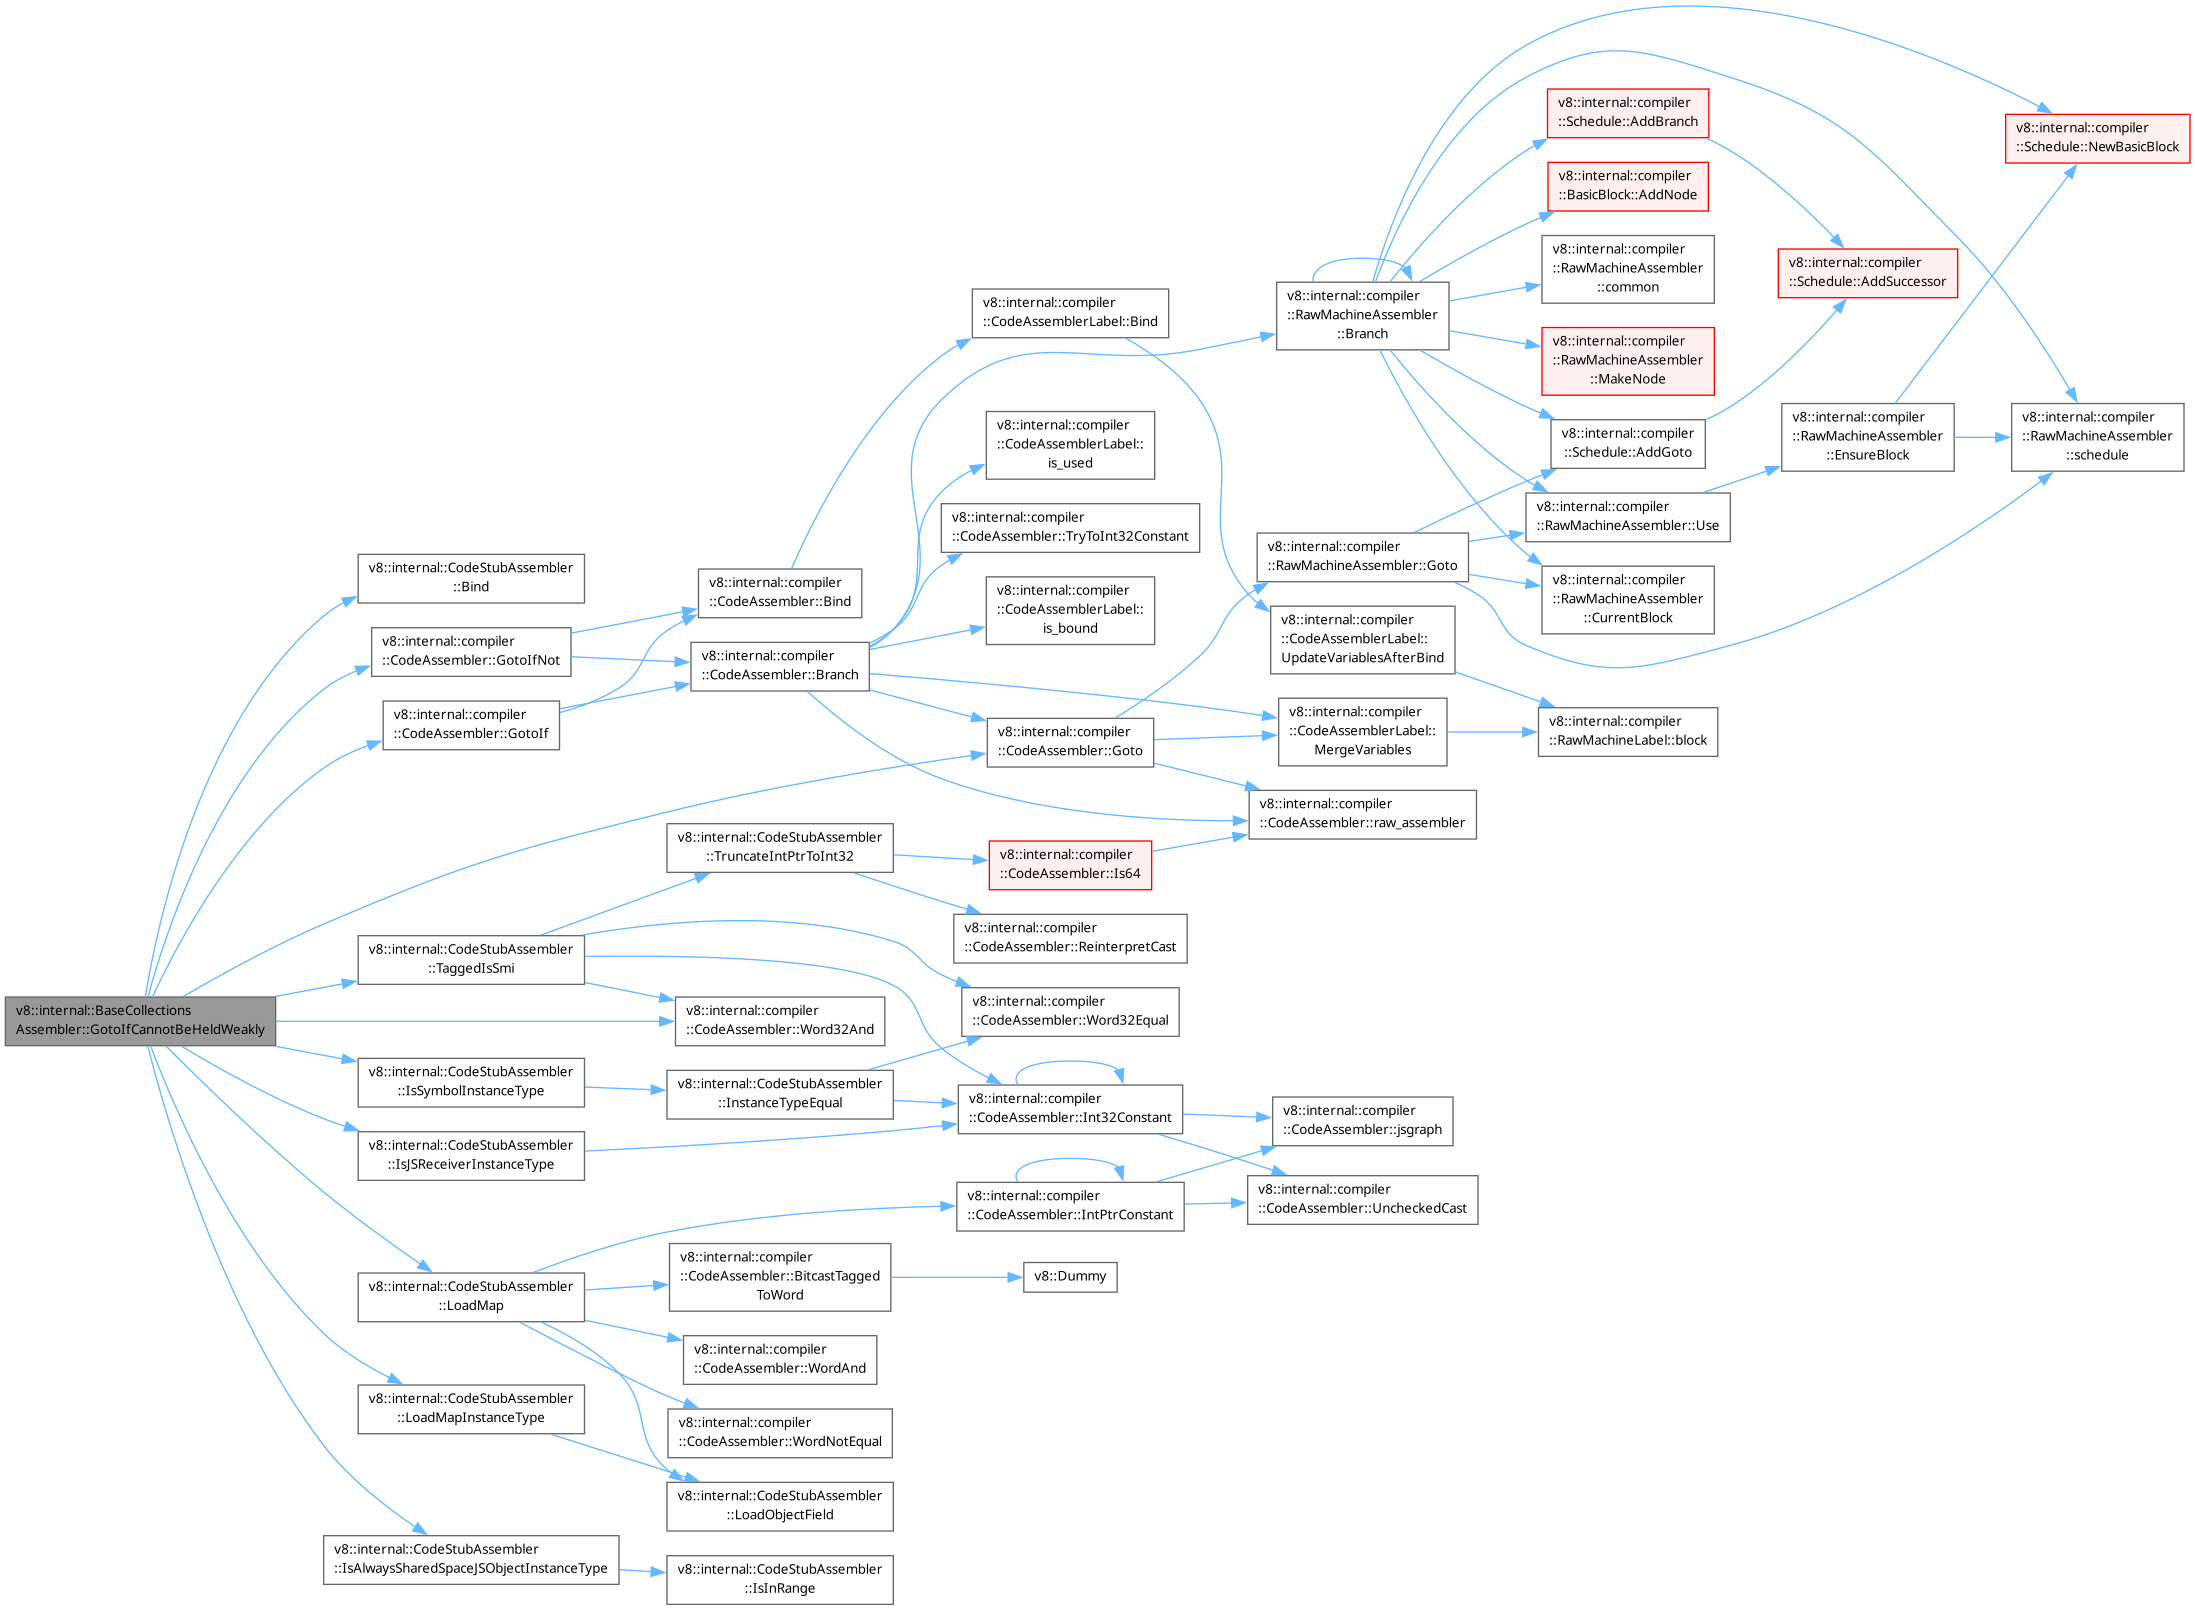 v8::internal::BaseCollections
Assembler::GotoIfCannotBeHeldWeakly
v8::internal::CodeStubAssembler
::Bind
v8::internal::compiler
::CodeAssembler::GotoIfNot
v8::internal::compiler
::CodeAssembler::GotoIf
v8::internal::CodeStubAssembler
::TaggedIsSmi
v8::internal::CodeStubAssembler
::IsSymbolInstanceType
v8::internal::CodeStubAssembler
::IsJSReceiverInstanceType
v8::internal::CodeStubAssembler
::LoadMap
v8::internal::CodeStubAssembler
::LoadMapInstanceType
v8::internal::CodeStubAssembler
::IsAlwaysSharedSpaceJSObjectInstanceType
v8::internal::compiler
::CodeAssembler::Bind
v8::internal::compiler
::CodeAssembler::Branch
v8::internal::CodeStubAssembler
::TruncateIntPtrToInt32
v8::internal::compiler
::CodeAssembler::Word32And
v8::internal::CodeStubAssembler
::InstanceTypeEqual
v8::internal::compiler
::CodeAssembler::BitcastTagged
ToWord
v8::internal::compiler
::CodeAssembler::WordAnd
v8::internal::compiler
::CodeAssembler::WordNotEqual
v8::internal::CodeStubAssembler
::LoadObjectField
v8::internal::CodeStubAssembler
::IsInRange
v8::internal::compiler
::CodeAssemblerLabel::Bind
v8::internal::compiler
::CodeAssemblerLabel::
is_used
v8::internal::compiler
::CodeAssembler::TryToInt32Constant
v8::internal::compiler
::CodeAssemblerLabel::
is_bound
v8::internal::compiler
::CodeAssembler::Goto
v8::internal::compiler
::CodeAssembler::Is64
v8::internal::compiler
::CodeAssembler::ReinterpretCast
v8::internal::compiler
::CodeAssembler::Word32Equal
v8::internal::compiler
::CodeAssembler::Int32Constant
v8::internal::compiler
::CodeAssembler::IntPtrConstant
v8::Dummy
v8::internal::compiler
::RawMachineAssembler
::Branch
v8::internal::compiler
::RawMachineAssembler::Goto
v8::internal::compiler
::CodeAssemblerLabel::
UpdateVariablesAfterBind
v8::internal::compiler
::CodeAssemblerLabel::
MergeVariables
v8::internal::compiler
::CodeAssembler::raw_assembler
v8::internal::compiler
::CodeAssembler::jsgraph
v8::internal::compiler
::CodeAssembler::UncheckedCast
v8::internal::compiler
::Schedule::AddBranch
v8::internal::compiler
::BasicBlock::AddNode
v8::internal::compiler
::RawMachineAssembler
::common
v8::internal::compiler
::RawMachineAssembler
::MakeNode
v8::internal::compiler
::Schedule::AddGoto
v8::internal::compiler
::RawMachineAssembler::Use
v8::internal::compiler
::RawMachineAssembler
::CurrentBlock
v8::internal::compiler
::RawMachineLabel::block
v8::internal::compiler
::Schedule::AddSuccessor
v8::internal::compiler
::RawMachineAssembler
::EnsureBlock
v8::internal::compiler
::Schedule::NewBasicBlock
v8::internal::compiler
::RawMachineAssembler
::schedule